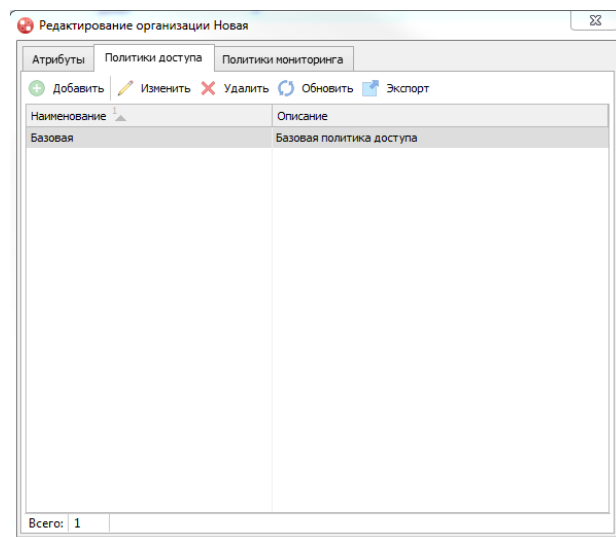 Редактирование организации Новая
Атрибуты Политики доступа Политики мониторинга
Добавить Изменить Удалить Обновить Экспорт
Наименование 1 Описание
Базовая Базовая политика доступа
Всего: 1